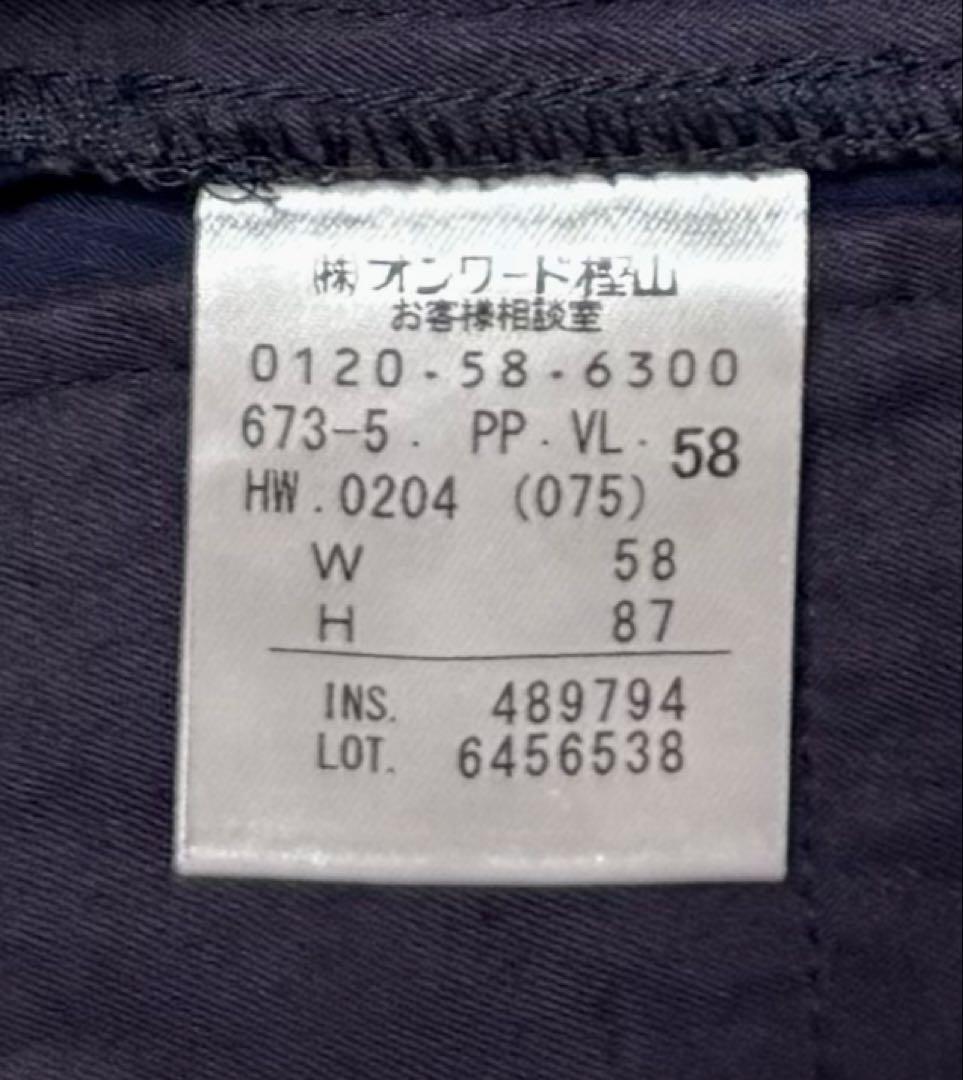 ㈱オンワード樫山
お客様相談室
0120-58-6300
673-5. PP.VL. 58
HW.0204 (075)
W 58
H 87
INS. 489794
LOT. 6456538